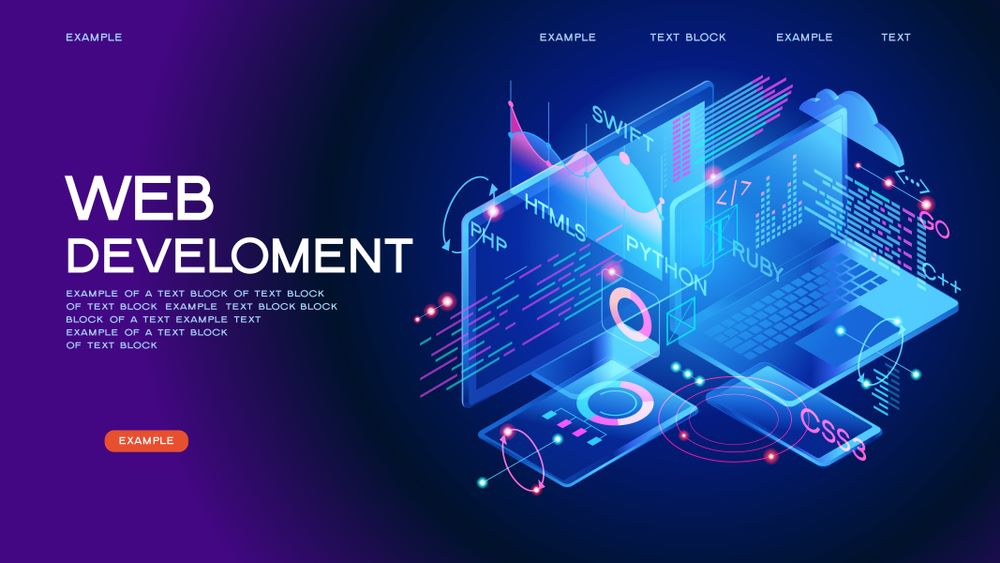 EXAMPLE
EXAMPLE TEXT BLOCK EXAMPLE TEXT
WEB
DEVELOMENT
EXAMPLE OF A TEXT BLOCK OF TEXT BLOCK
OF TEXT BLOCK EXAMPLE TEXT BLOCK BLOCK
BLOCK OF A TEXT EXAMPLE TEXT
EXAMPLE OF A TEXT BLOCK
OF TEXT BLOCK
EXAMPLE
SWIFT
</>
HTML5
PHP
PYTHON
T
RUBY
<...>
GO
C++
CSS3